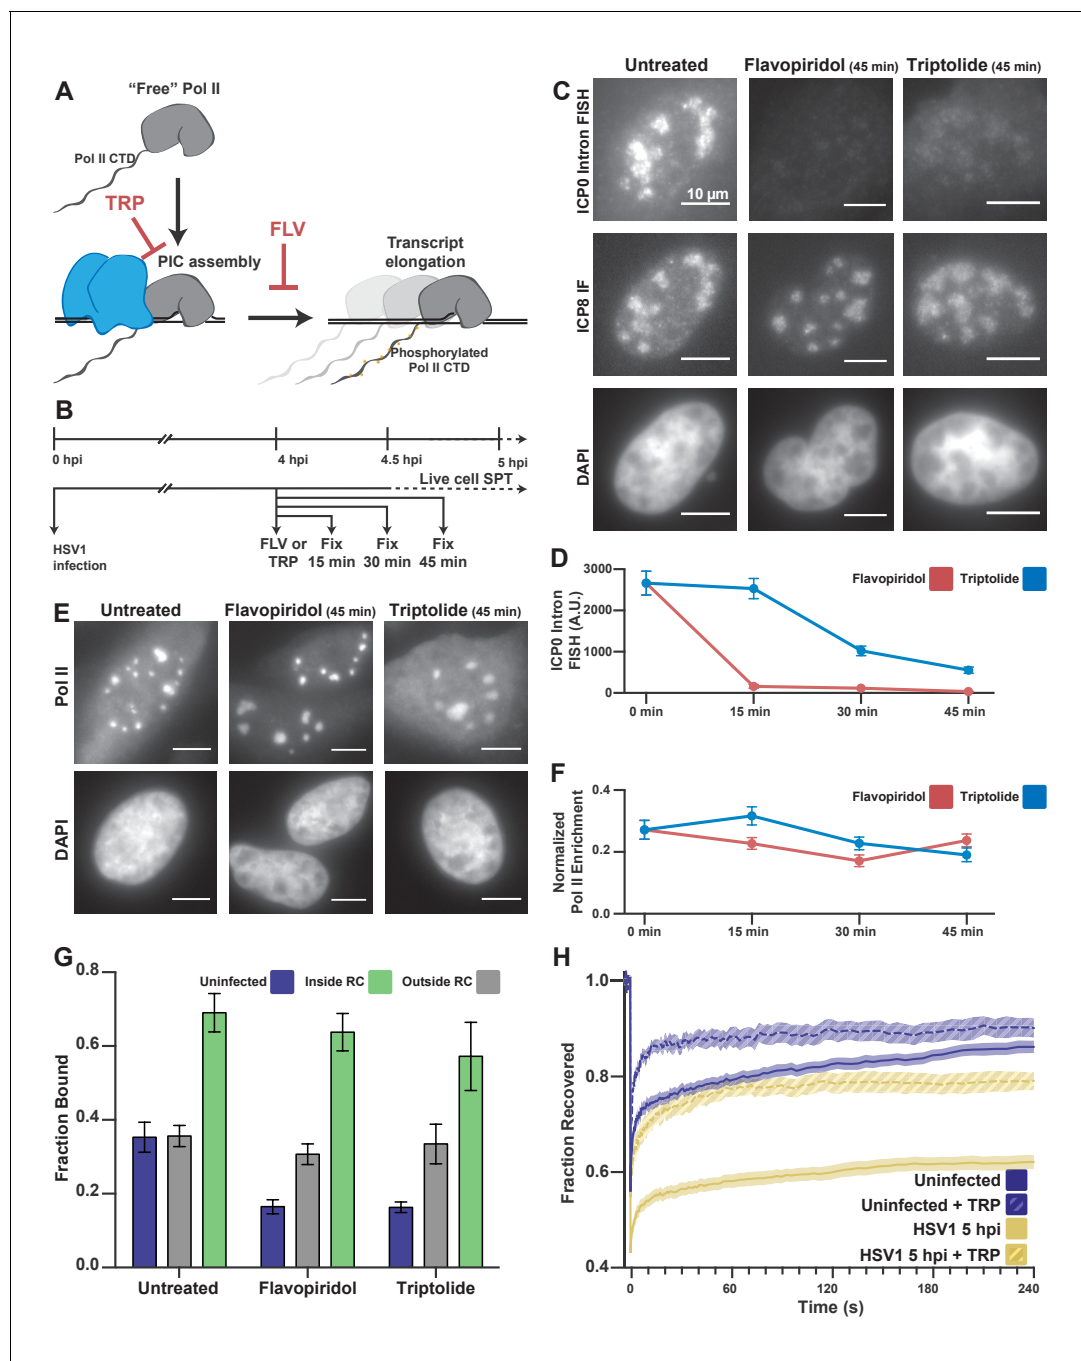 A
"Free" Pol II
Pol II CTD
TRP
FLV
PIC assembly
Transcript
elongation
Phosphorylated
Pol II CTD
B
0 hpi
4 hpi
4.5 hpi
5 hpi
Live cell SPT
HSV1
infection
FLV or
TRP
Fix
15 min
Fix
30 min
Fix
45 min
C
Untreated
Flavopiridol (45 min)
Triptolide (45 min)
ICP0 Intron FISH
10 µm
ICP8 IF
DAPI
D
Flavopiridol
Triptolide
ICP0 Intron
FISH (A.U.)
3000
2000
1000
0
0 min
15 min
30 min
45 min
E
Untreated
Flavopiridol (45 min)
Triptolide (45 min)
Pol II
DAPI
F
Flavopiridol
Triptolide
Normalized
Pol II Enrichment
0.4
0.2
0.0
0 min
15 min
30 min
45 min
G
Uninfected
Inside RC
Outside RC
Fraction Bound
0.8
0.6
0.4
0.2
0.0
Untreated
Flavopiridol
Triptolide
H
Fraction Recovered
1.0
0.8
0.6
0.4
Uninfected
Uninfected + TRP
HSV1 5 hpi
HSV1 5 hpi + TRP
0
60
120
180
240
Time (s)